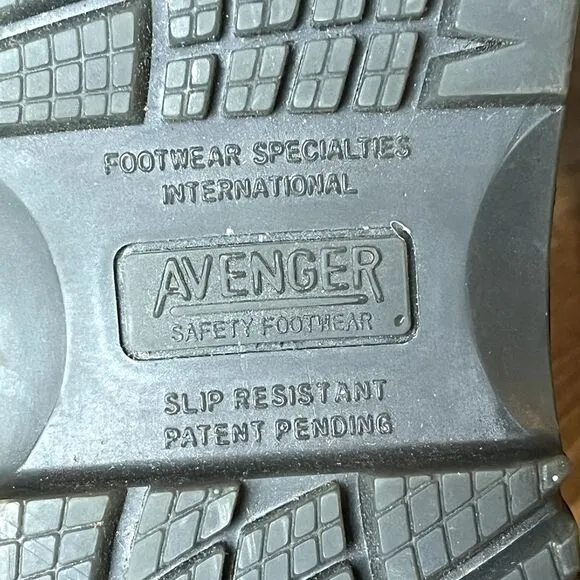 FOOTWEAR SPECIALTIES
INTERNATIONAL
AVENGER
SAFETY FOOTWEAR
SLIP RESISTANT
PATENT PENDING